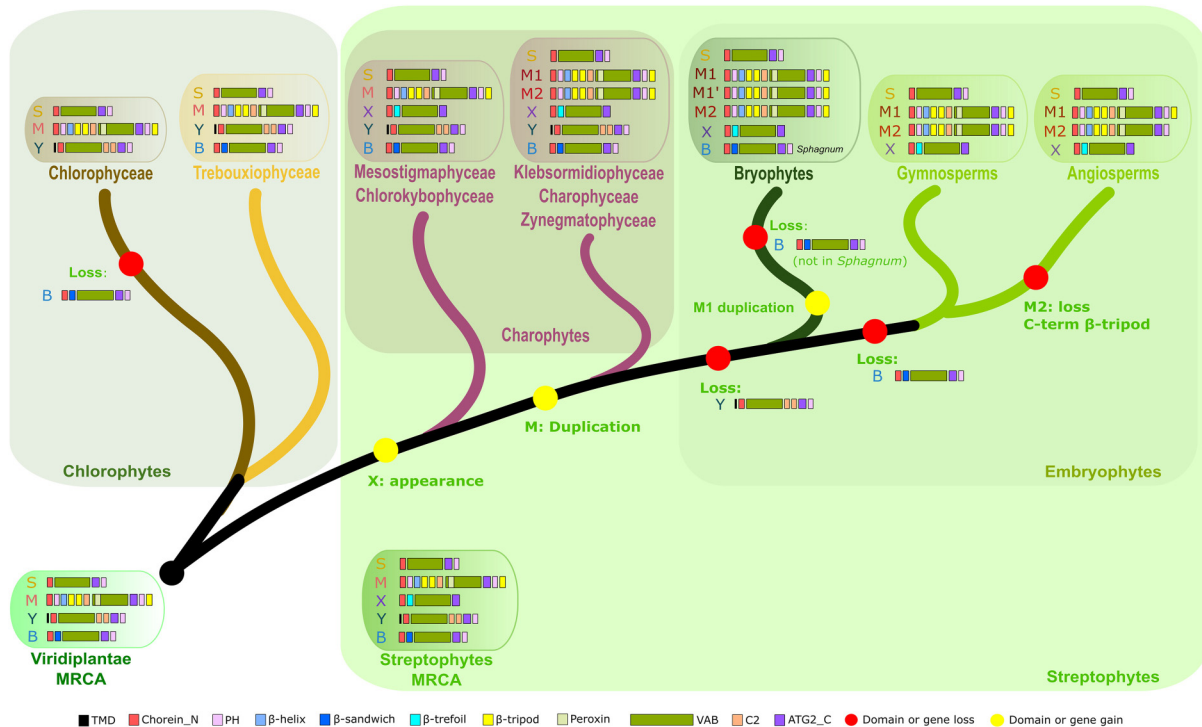 S
M
Y
Chlorophyceae
S
M
Y
B
Trebouxiophyceae
S
M
X
Y
B
Mesostigmaphyceae
Chlorokybophyceae
S
M1
M2
X
Y
B
Klebsormidiophyceae
Charophyceae
Zynegmatophyceae
S
M1
M1'
M2
X
B Sphagnum
Bryophytes
S
M1
M2
X
Gymnosperms
S
M1
M2
X
Angiosperms
Loss:
B
Loss:
B
(not in Sphagnum)
M1 duplication
M2: loss
C-term β-tripod
Charophytes
Loss:
B
Loss:
Y
M: Duplication
X: appearance
Chlorophytes
Embryophytes
S
M
Y
B
Viridiplantae
MRCA
S
M
X
Y
B
Streptophytes
MRCA
Streptophytes
TMD Chorein_N PH β-helix β-sandwich β-trefoil β-tripod Peroxin VAB C2 ATG2_C Domain or gene loss Domain or gene gain